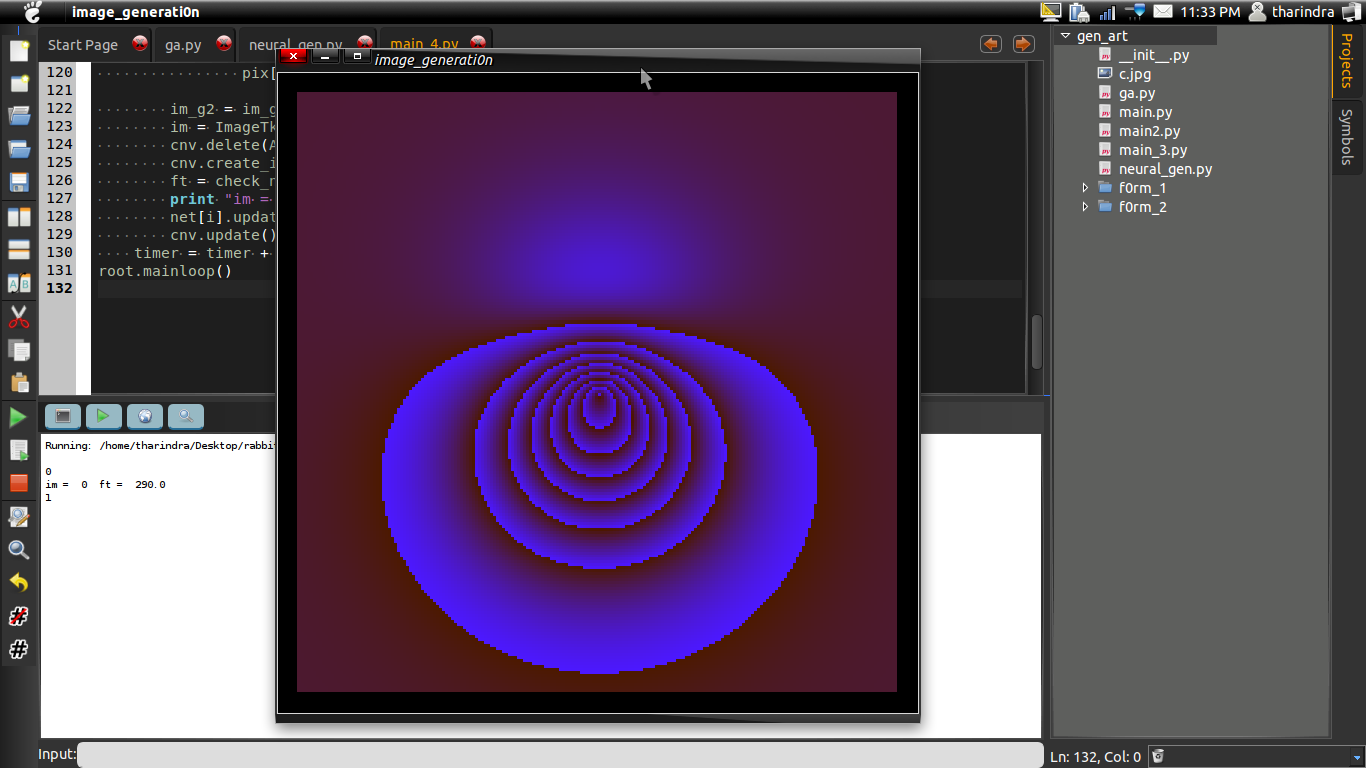 image_generati0n
11:33 PM tharindra
Start Page ga.py neural_gen.py main_4.py
image_generati0n
120 pix[
121
122 im_g2 = im_g
123 im = ImageTk
124 cnv.delete(A
125 cnv.create_i
126 ft = check_n
127 print "im =
128 net[i].updat
129 cnv.update()
130 timer = timer +
131 root.mainloop()
132
gen_art
__init__.py
c.jpg
ga.py
main.py
main2.py
main_3.py
neural_gen.py
f0rm_1
f0rm_2
Projects
Symbols
Running: /home/tharindra/Desktop/rabbi
0
im = 0 ft = 290.0
1
Input:
Ln: 132, Col: 0